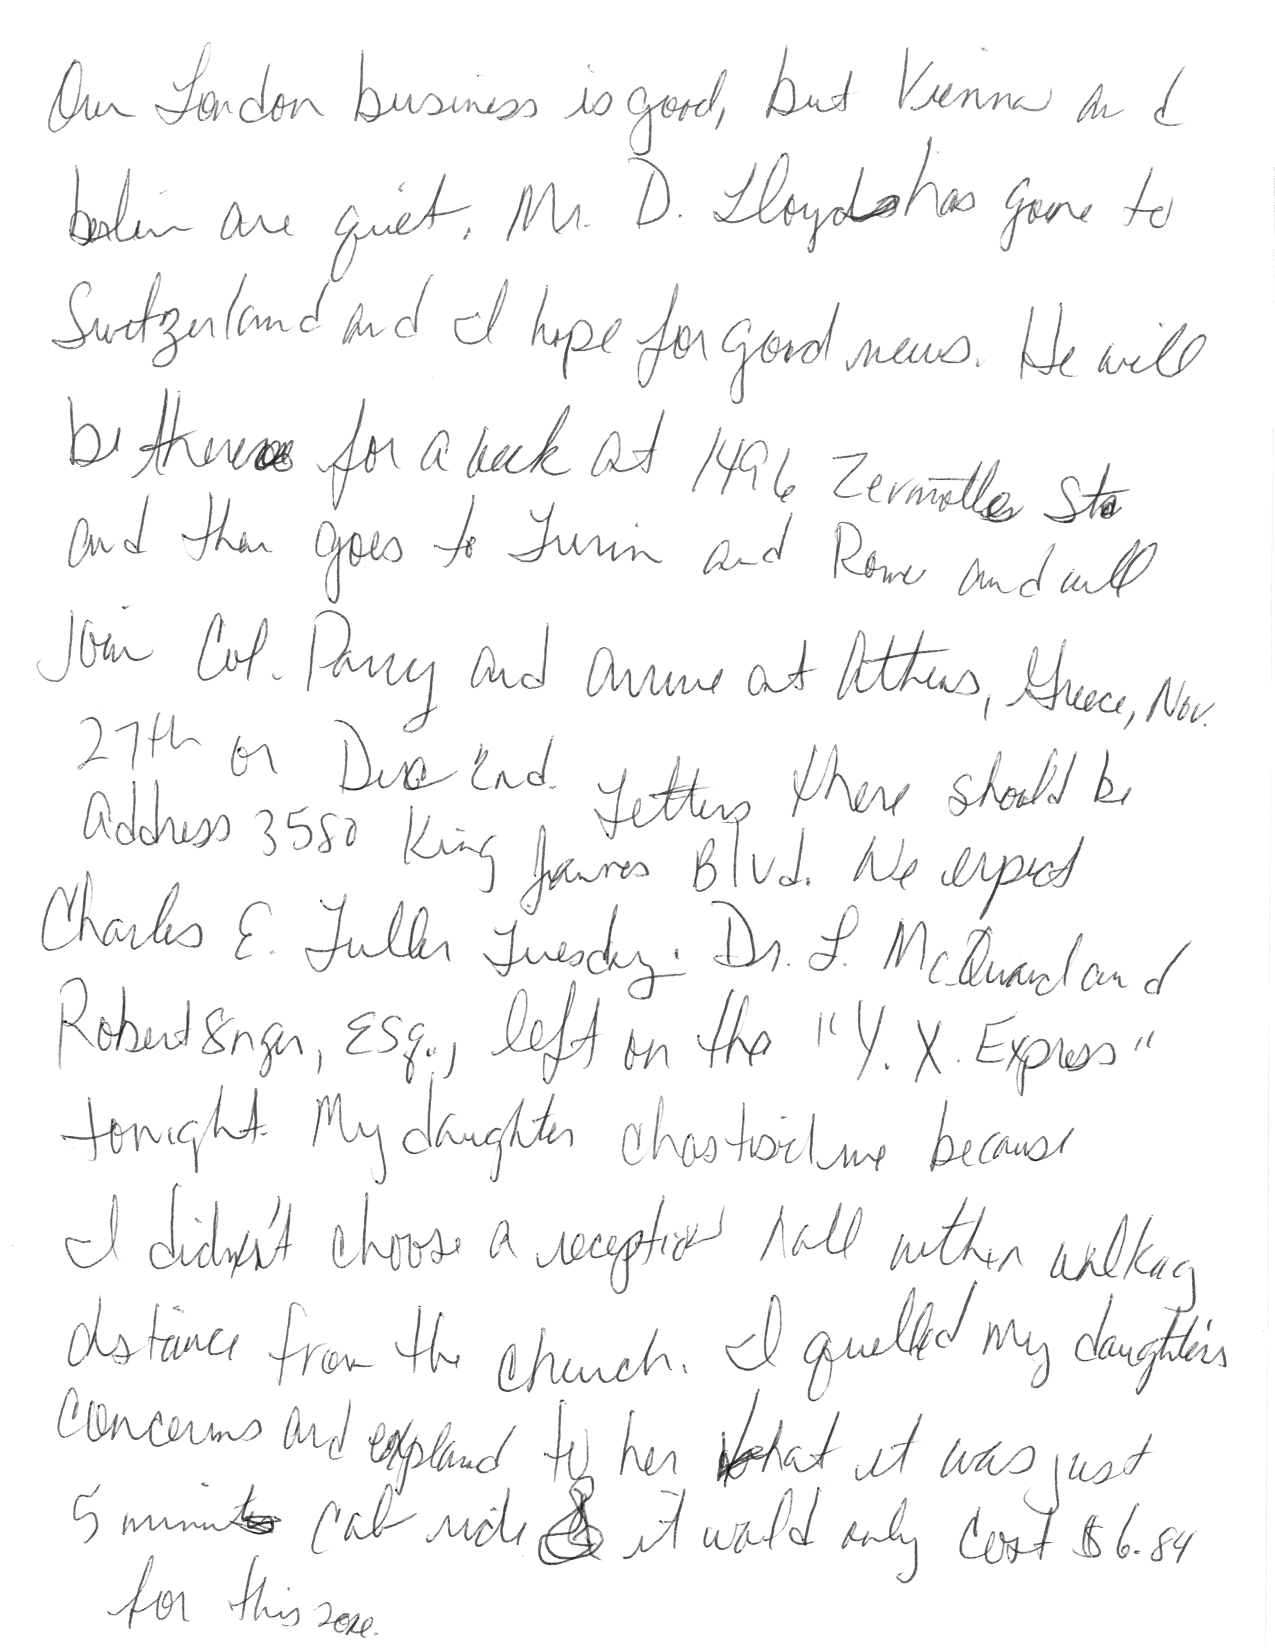 Our London business is good, but Vienna and
berlin are quiet. Mr. D. Lloyd has gone to
Switzerland and I hope for good news. He will
be there for a week at 1496 Zermott St
and then goes to Turin and Rome and will
join Col. Parry and arrive at Athens, Greece, Nov.
27th or Dec 2nd. Letters there should be
address 3580 King James Blvd. We expect
Charles E. Fuller Tuesday. Dr. L. McQuaid and
Robert Unger, ESq., left on the "Y. X. Express"
tonight. My daughter chastised me because
I didn't choose a reception hall within walking
distance from the church. I quelled my daughter's
concerns and explaind to her that it was just
5 minute cab ride & it would only cost $6.84
for this zone.